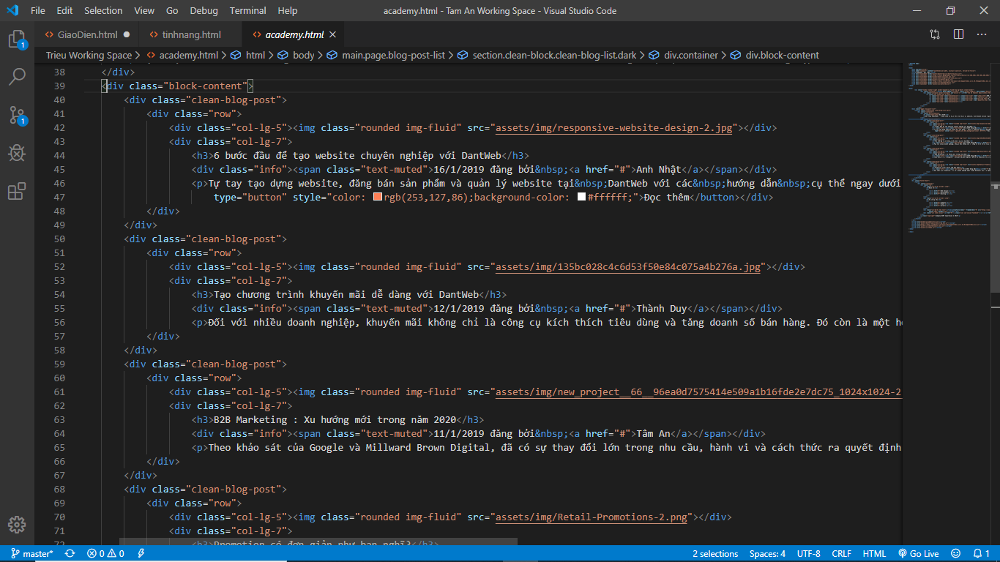 File Edit Selection View Go Debug Terminal Help academy.html - Tam An Working Space - Visual Studio Code
GiaoDien.html tinhnang.html academy.html
Trieu Working Space > academy.html > html > body > main.page.blog-post-list > section.clean-block.clean-blog-list.dark > div.container > div.block-content
38 </div>
39 <div class="block-content">
40 <div class="clean-blog-post">
41 <div class="row">
42 <div class="col-lg-5"><img class="rounded img-fluid" src="assets/img/responsive-website-design-2.jpg"></div>
43 <div class="col-lg-7">
44 <h3>6 bước đầu để tạo website chuyên nghiệp với DantWeb</h3>
45 <div class="info"><span class="text-muted">16/1/2019 đăng bởi&nbsp;<a href="#">Anh Nhật</a></span></div>
46 <p>Tự tay tạo dựng website, đăng bán sản phẩm và quản lý website tại&nbsp;DantWeb với các&nbsp;hướng dẫn&nbsp;cụ thể ngay dưới
47 type="button" style="color: rgb(253,127,86);background-color: #ffffff;">Đọc thêm</button></div>
48 </div>
49 </div>
50 <div class="clean-blog-post">
51 <div class="row">
52 <div class="col-lg-5"><img class="rounded img-fluid" src="assets/img/135bc028c4c6d53f50e84c075a4b276a.jpg"></div>
53 <div class="col-lg-7">
54 <h3>Tạo chương trình khuyến mãi dễ dàng với DantWeb</h3>
55 <div class="info"><span class="text-muted">12/1/2019 đăng bởi&nbsp;<a href="#">Thành Duy</a></span></div>
56 <p>Đối với nhiều doanh nghiệp, khuyến mãi không chỉ là công cụ kích thích tiêu dùng và tăng doanh số bán hàng. Đó còn là một
57 </div>
58 </div>
59 <div class="clean-blog-post">
60 <div class="row">
61 <div class="col-lg-5"><img class="rounded img-fluid" src="assets/img/new_project__66__96ea0d7575414e509a1b16fde2e7dc75_1024x1024-2
62 <div class="col-lg-7">
63 <h3>B2B Marketing : Xu hướng mới trong năm 2020</h3>
64 <div class="info"><span class="text-muted">11/1/2019 đăng bởi&nbsp;<a href="#">Tâm An</a></span></div>
65 <p>Theo khảo sát của Google và Millward Brown Digital, đã có sự thay đổi lớn trong nhu cầu, hành vi và cách thức ra quyết định
66 </div>
67 </div>
68 <div class="clean-blog-post">
69 <div class="row">
70 <div class="col-lg-5"><img class="rounded img-fluid" src="assets/img/Retail-Promotions-2.png"></div>
71 <div class="col-lg-7">
72 <h3>Promotion có đơn giản như bạn nghĩ?</h3>
master* 0 0 2 selections Spaces: 4 UTF-8 CRLF HTML Go Live 1